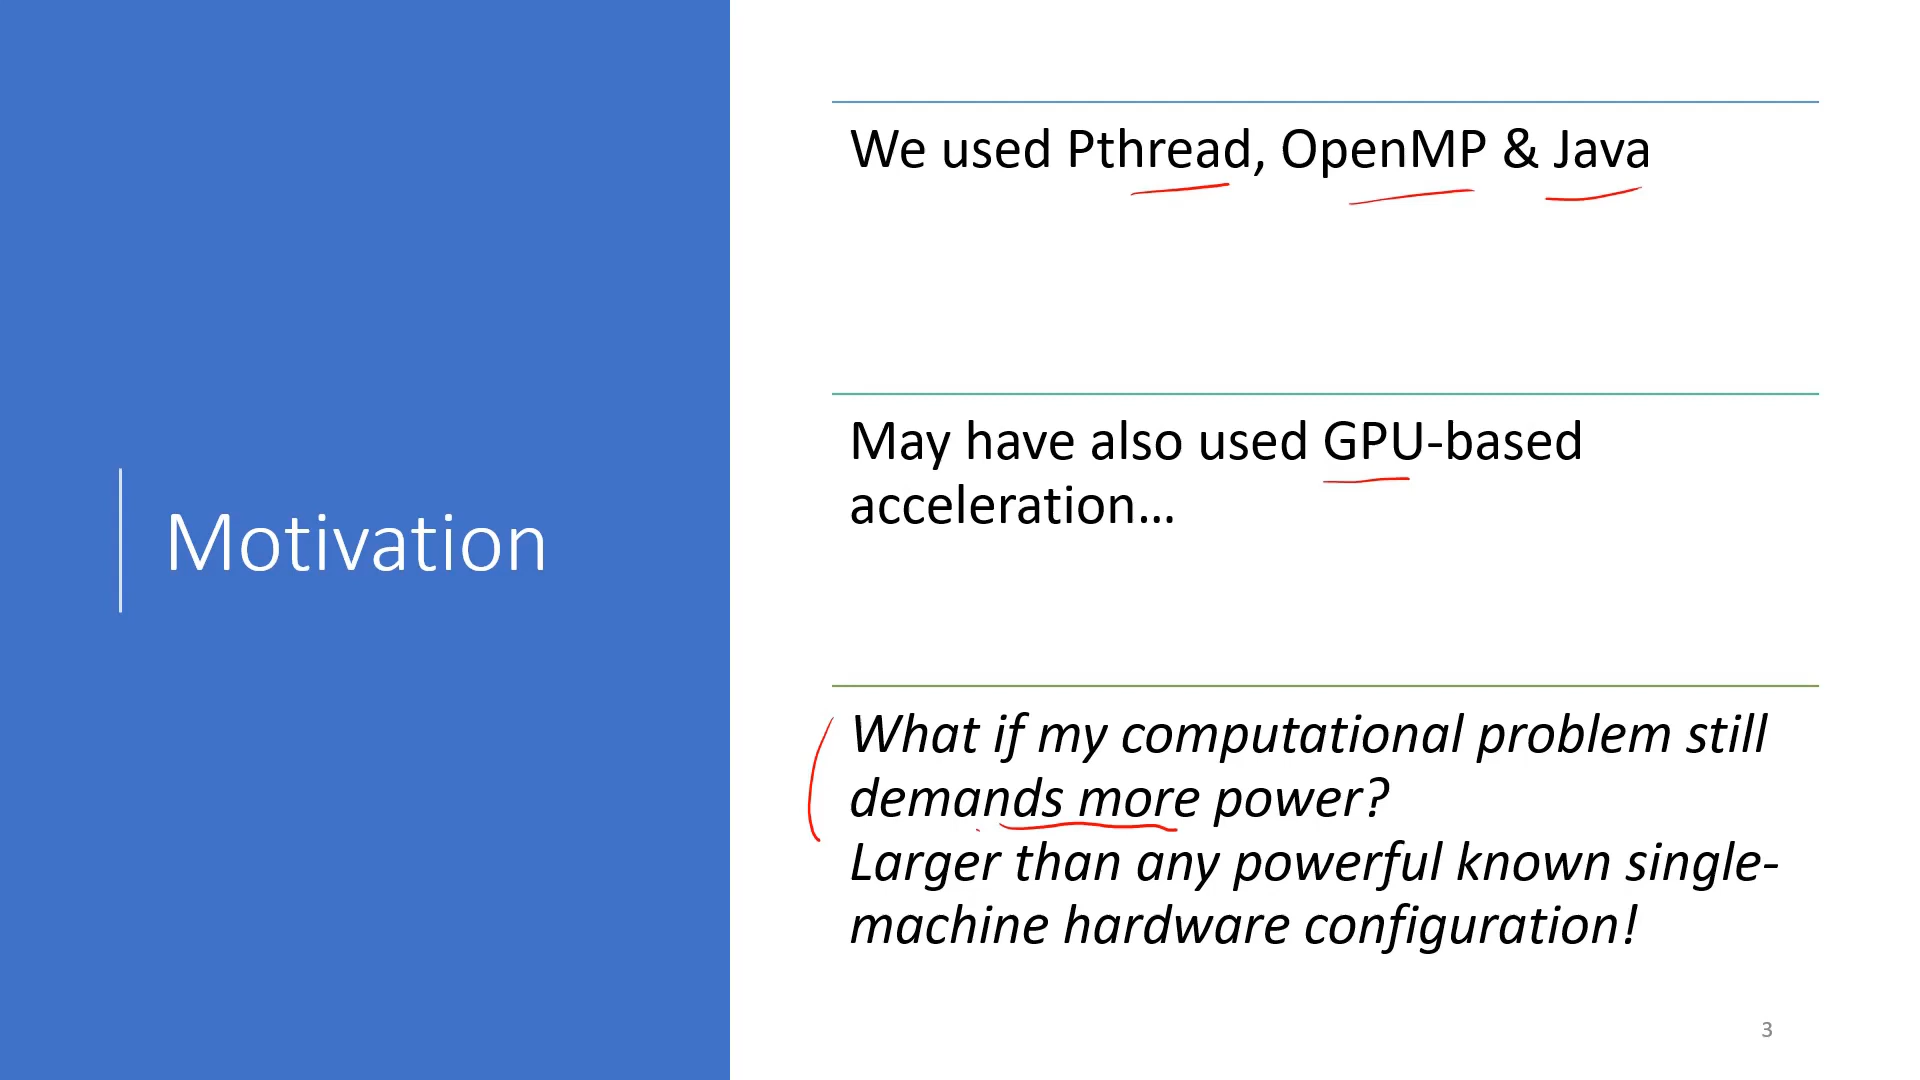 Motivation
We used Pthread, OpenMP & Java
May have also used GPU-based
acceleration…
What if my computational problem still
demands more power?
Larger than any powerful known single-
machine hardware configuration!
3